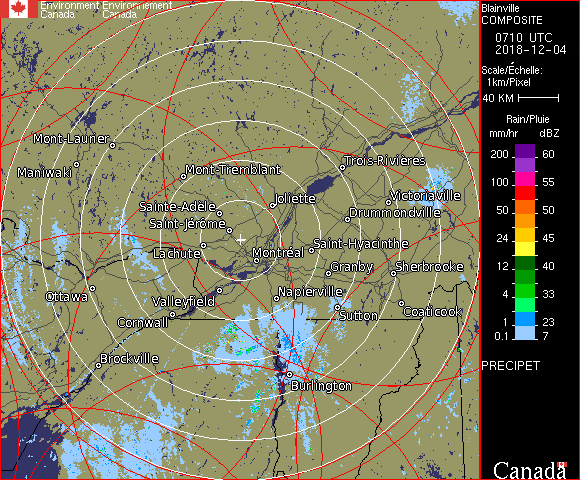 Environment Environnement
Canada Canada
Blainville
COMPOSITE
0710 UTC
2018-12-04
Scale/Échelle:
1km/Pixel
40 KM
Rain/Pluie
mm/hr dBZ
200 60
100 55
50 50
24 45
12 40
4 33
1 23
0.1 7
PRECIPET
Canada
Mont-Laurier
Maniwaki
Mont-Tremblant
Trois-Rivières
Joliette
Victoriaville
Sainte-Adèle
Drummondville
Saint-Jérôme
Lachute
Montréal
Saint-Hyacinthe
Granby
Sherbrooke
Ottawa
Valleyfield
Napierville
Cornwall
Sutton
Coaticook
Brockville
Burlington